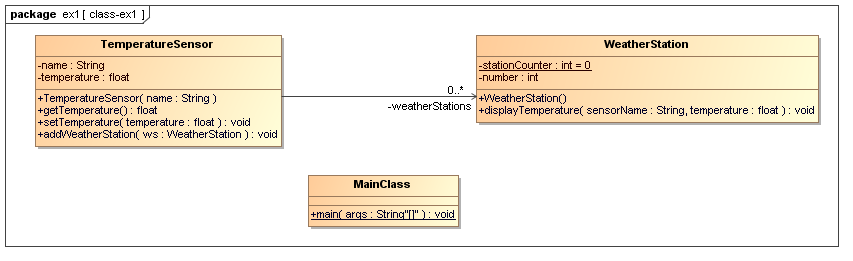 package ex1 [ class-ex1 ]
TemperatureSensor
-name : String
-temperature : float
+TemperatureSensor( name : String )
+getTemperature() : float
+setTemperature( temperature : float ) : void
+addWeatherStation( ws : WeatherStation ) : void
0..*
-weatherStations
WeatherStation
-stationCounter : int = 0
-number : int
+WeatherStation()
+displayTemperature( sensorName : String, temperature : float ) : void
MainClass
+main( args : String"[]" ) : void